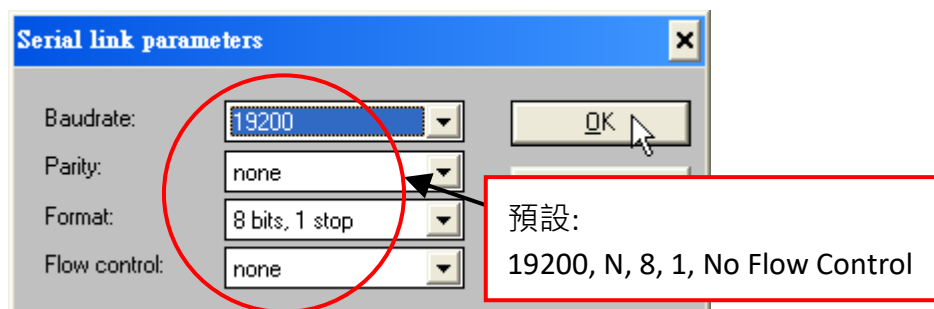 Serial link parameters
Baudrate: 19200 OK
Parity: none
Format: 8 bits, 1 stop
Flow control: none
預設:
19200, N, 8, 1, No Flow Control